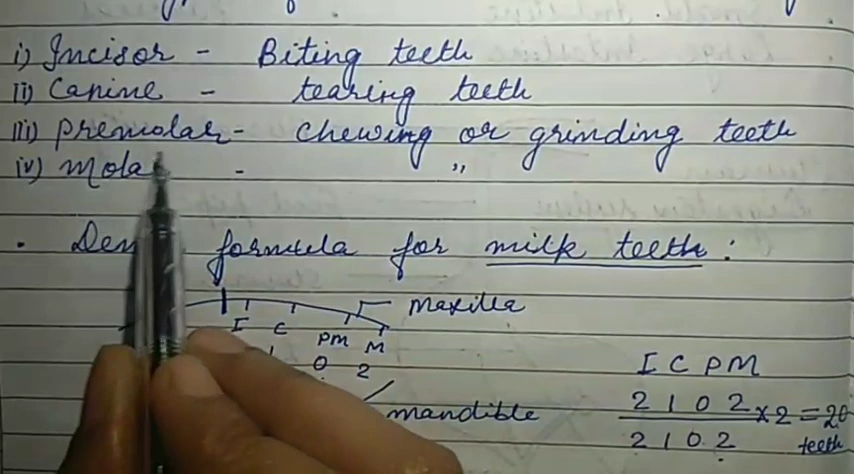 i) Incisor - Biting teeth
ii) Canine - tearing teeth
iii) Premolar - chewing or grinding teeth
iv) Mola - "
. Den formula for milk teeth :
Maxilla
I C PM M
0 2
mandible
I C P M
2 1 0 2 × 2 = 20
2 1 0 2 teeth